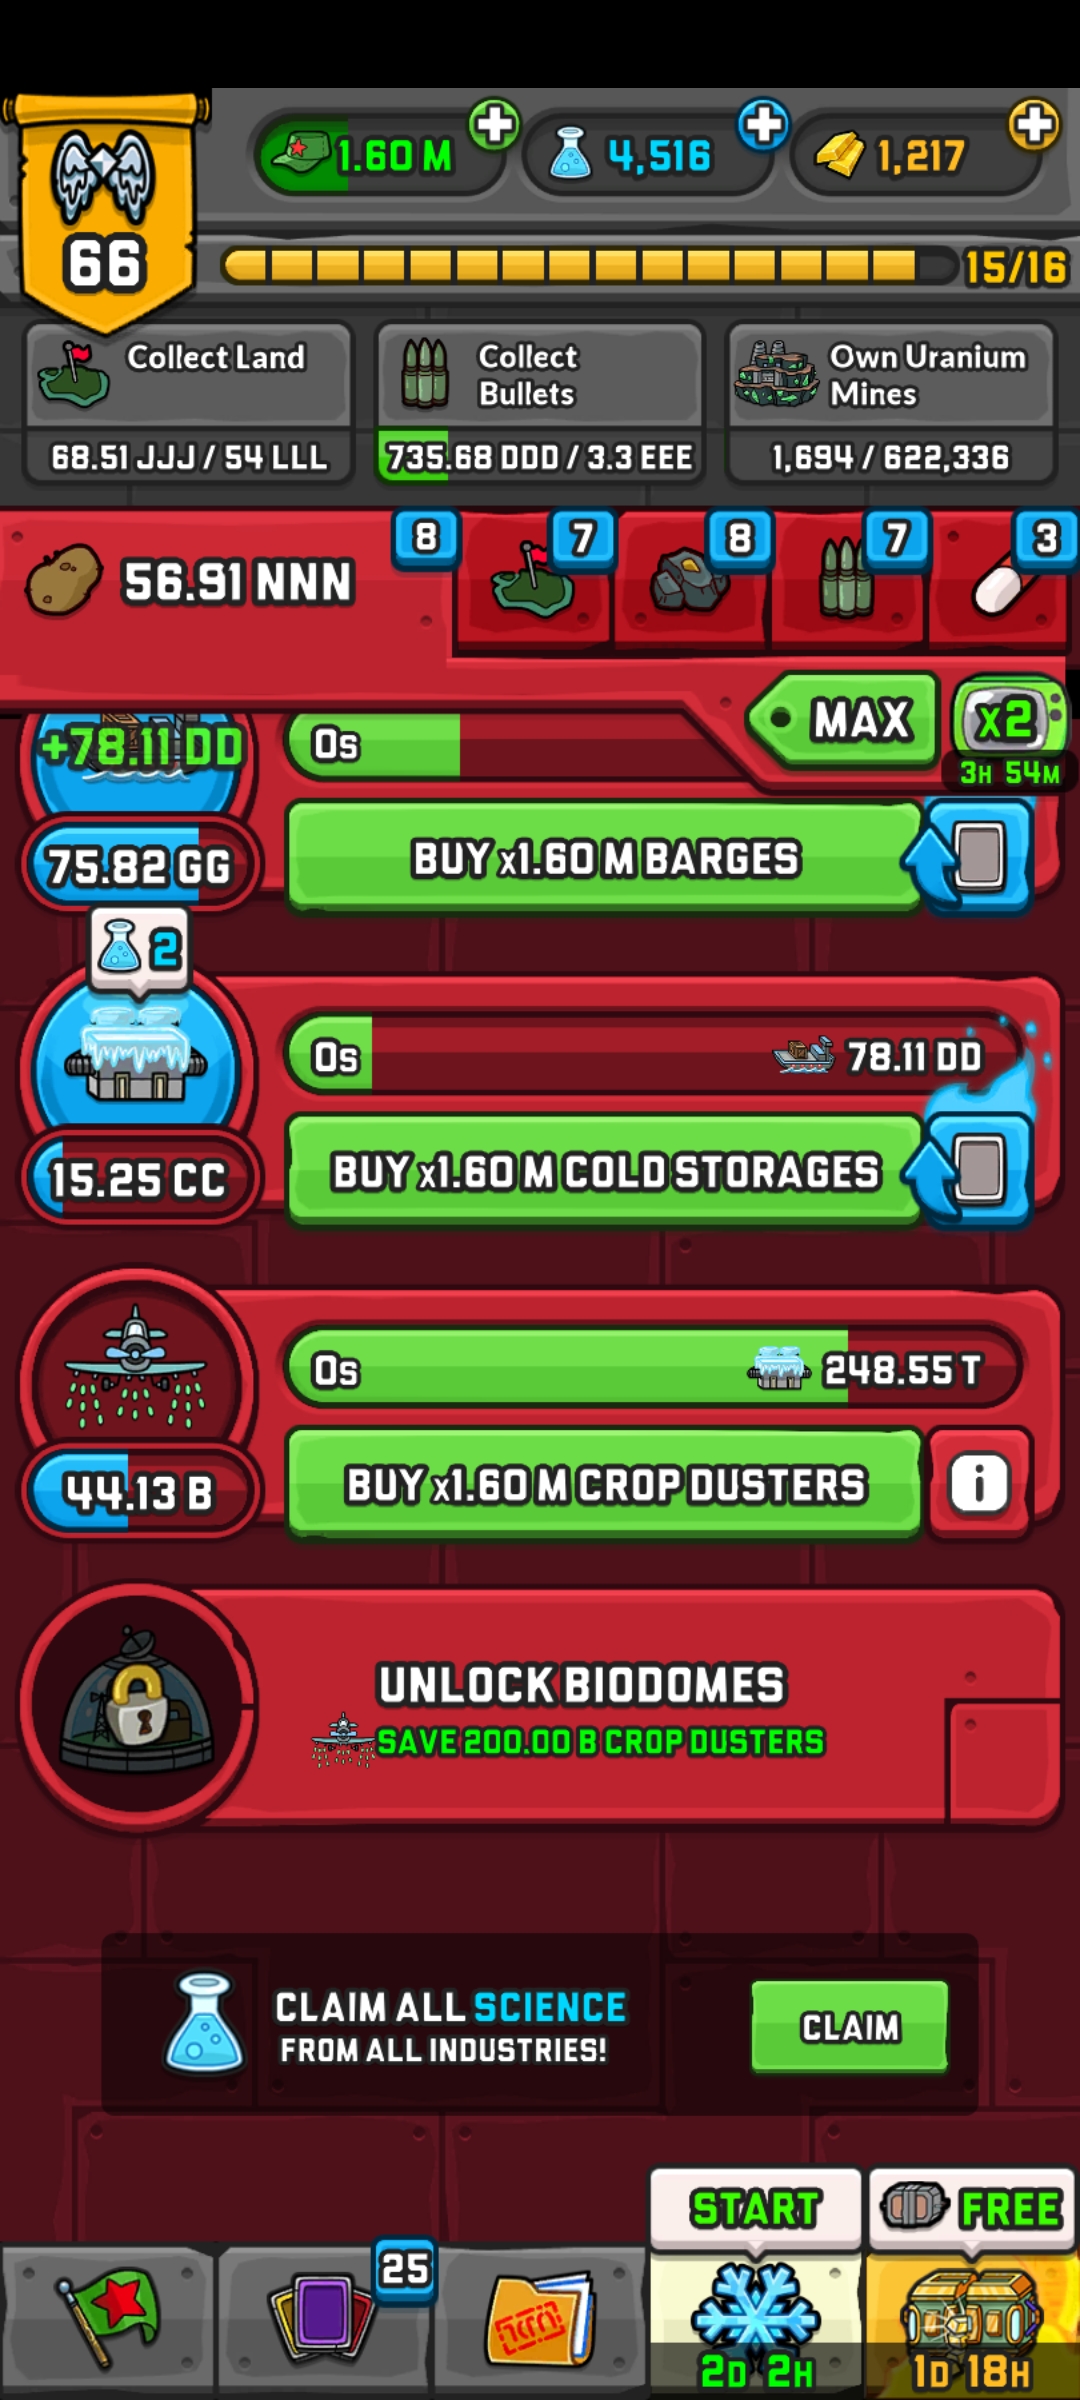 1.60 M
4,516
1,217
66
15/16
Collect Land
68.51 JJJ / 54 LLL
Collect
Bullets
735.68 DDD / 3.3 EEE
Own Uranium
Mines
1,694 / 622,336
56.91 NNN
8
7
8
7
3
MAX
x2
3H 54M
+78.11 DD
0s
75.82 GG
BUY x1.60 M BARGES
2
0s
78.11 DD
15.25 CC
BUY x1.60 M COLD STORAGES
0s
248.55 T
44.13 B
BUY x1.60 M CROP DUSTERS
i
UNLOCK BIODOMES
SAVE 200.00 B CROP DUSTERS
CLAIM ALL SCIENCE
FROM ALL INDUSTRIES!
CLAIM
25
START
2D 2H
FREE
1D 18H